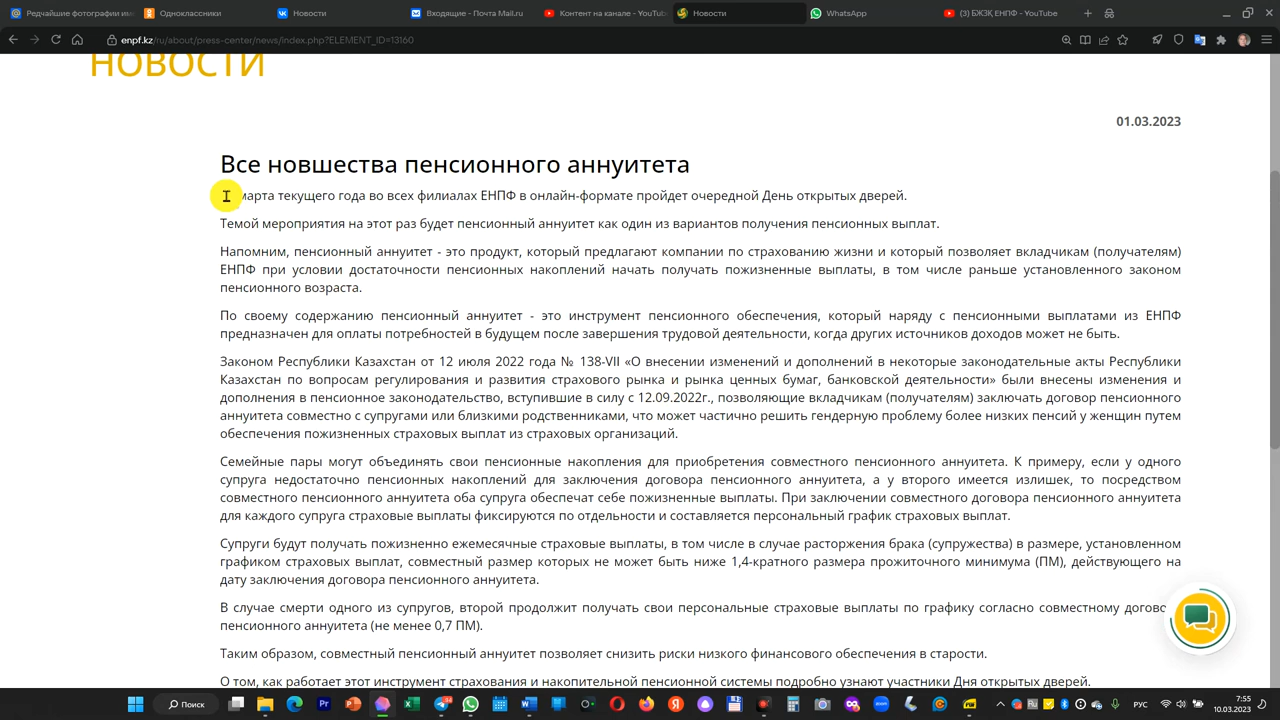 Редчайшие фотографии им
Одноклассники
Новости
Входящие - Почта Mail.ru
Контент на канале - YouTub
Новости
WhatsApp
(3) БЖЗҚ ЕНПФ - YouTube
enpf.kz/ru/about/press-center/news/index.php?ELEMENT_ID=13160
НОВОСТИ
01.03.2023
Все новшества пенсионного аннуитета
марта текущего года во всех филиалах ЕНПФ в онлайн-формате пройдет очередной День открытых дверей.
Темой мероприятия на этот раз будет пенсионный аннуитет как один из вариантов получения пенсионных выплат.
Напомним, пенсионный аннуитет - это продукт, который предлагают компании по страхованию жизни и который позволяет вкладчикам (получателям)
ЕНПФ при условии достаточности пенсионных накоплений начать получать пожизненные выплаты, в том числе раньше установленного законом
пенсионного возраста.
По своему содержанию пенсионный аннуитет - это инструмент пенсионного обеспечения, который наряду с пенсионными выплатами из ЕНПФ
предназначен для оплаты потребностей в будущем после завершения трудовой деятельности, когда других источников доходов может не быть.
Законом Республики Казахстан от 12 июля 2022 года № 138-VII «О внесении изменений и дополнений в некоторые законодательные акты Республики
Казахстан по вопросам регулирования и развития страхового рынка и рынка ценных бумаг, банковской деятельности» были внесены изменения и
дополнения в пенсионное законодательство, вступившие в силу с 12.09.2022г., позволяющие вкладчикам (получателям) заключать договор пенсионного
аннуитета совместно с супругами или близкими родственниками, что может частично решить гендерную проблему более низких пенсий у женщин путем
обеспечения пожизненных страховых выплат из страховых организаций.
Семейные пары могут объединять свои пенсионные накопления для приобретения совместного пенсионного аннуитета. К примеру, если у одного
супруга недостаточно пенсионных накоплений для заключения договора пенсионного аннуитета, а у второго имеется излишек, то посредством
совместного пенсионного аннуитета оба супруга обеспечат себе пожизненные выплаты. При заключении совместного договора пенсионного аннуитета
для каждого супруга страховые выплаты фиксируются по отдельности и составляется персональный график страховых выплат.
Супруги будут получать пожизненно ежемесячные страховые выплаты, в том числе в случае расторжения брака (супружества) в размере, установленном
графиком страховых выплат, совместный размер которых не может быть ниже 1,4-кратного размера прожиточного минимума (ПМ), действующего на
дату заключения договора пенсионного аннуитета.
В случае смерти одного из супругов, второй продолжит получать свои персональные страховые выплаты по графику согласно совместному догово
пенсионного аннуитета (не менее 0,7 ПМ).
Таким образом, совместный пенсионный аннуитет позволяет снизить риски низкого финансового обеспечения в старости.
О том, как работает этот инструмент страхования и накопительной пенсионной системы подробно узнают участники Дня открытых дверей.
Поиск
РУС
7:55
10.03.2023